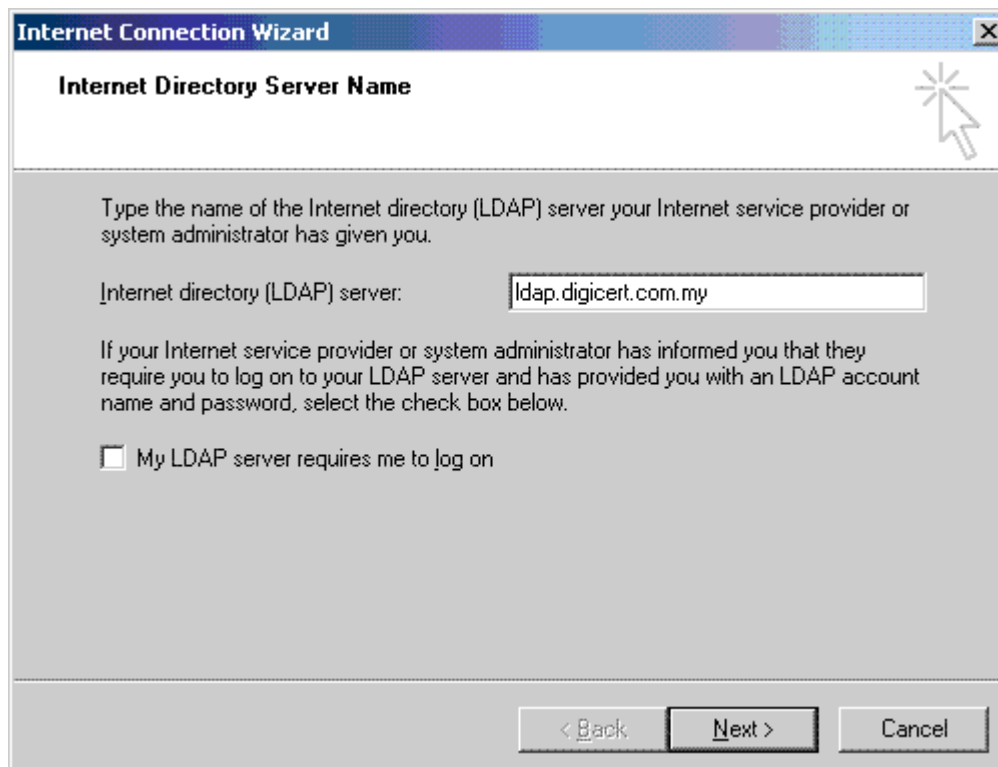 Internet Connection Wizard
Internet Directory Server Name
Type the name of the Internet directory (LDAP) server your Internet service provider or
system administrator has given you.
Internet directory (LDAP) server: ldap.digicert.com.my
If your Internet service provider or system administrator has informed you that they
require you to log on to your LDAP server and has provided you with an LDAP account
name and password, select the check box below.
My LDAP server requires me to log on
< Back Next > Cancel